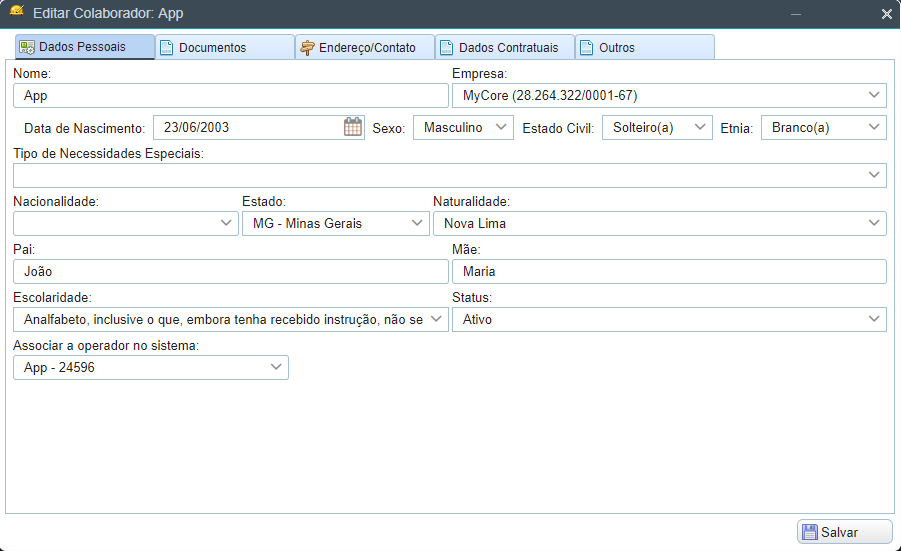 Editar Colaborador: App
Dados Pessoais Documentos Endereço/Contato Dados Contratuais Outros
Nome: Empresa:
App MyCore (28.264.322/0001-67)
Data de Nascimento: 23/06/2003 Sexo: Masculino Estado Civil: Solteiro(a) Etnia: Branco(a)
Tipo de Necessidades Especiais:
Nacionalidade: Estado: Naturalidade:
MG - Minas Gerais Nova Lima
Pai: Mãe:
João Maria
Escolaridade: Status:
Analfabeto, inclusive o que, embora tenha recebido instrução, não se Ativo
Associar a operador no sistema:
App - 24596
Salvar